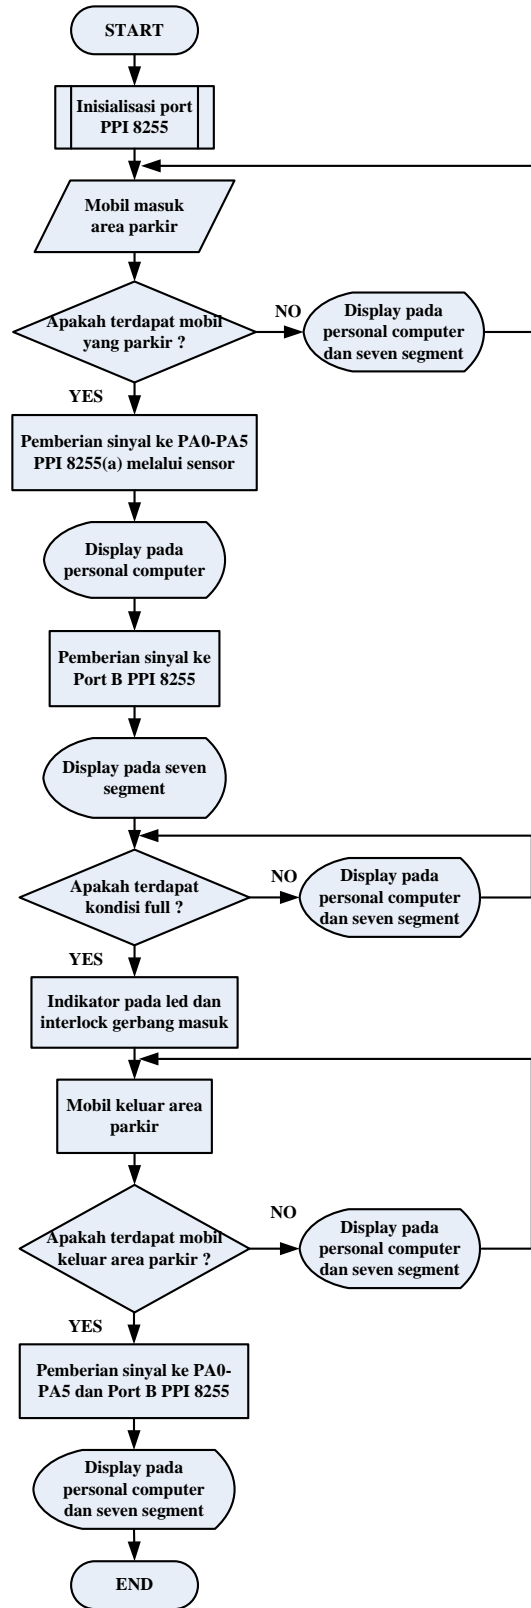 START
Inisialisasi port
PPI 8255
Mobil masuk
area parkir
Apakah terdapat mobil
yang parkir ?
NO
Display pada
personal computer
dan seven segment
YES
Pemberian sinyal ke PA0-PA5
PPI 8255(a) melalui sensor
Display pada
personal computer
Pemberian sinyal ke
Port B PPI 8255
Display pada seven
segment
Apakah terdapat
kondisi full ?
NO
Display pada
personal computer
dan seven segment
YES
Indikator pada led dan
interlock gerbang masuk
Mobil keluar area
parkir
Apakah terdapat mobil
keluar area parkir ?
NO
Display pada
personal computer
dan seven segment
YES
Pemberian sinyal ke PA0-
PA5 dan Port B PPI 8255
Display pada
personal computer
dan seven segment
END